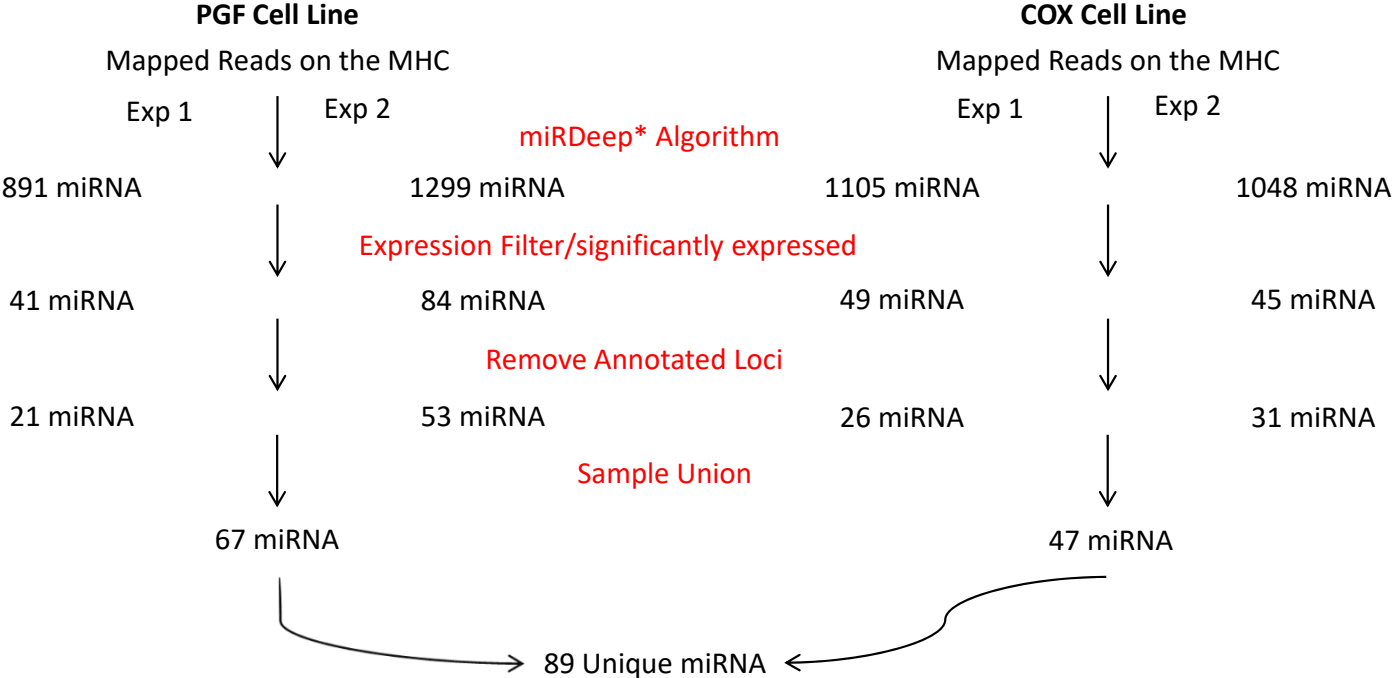 PGF Cell Line
COX Cell Line
Mapped Reads on the MHC
Mapped Reads on the MHC
Exp 1
Exp 2
Exp 1
Exp 2
miRDeep* Algorithm
891 miRNA
1299 miRNA
1105 miRNA
1048 miRNA
Expression Filter/significantly expressed
41 miRNA
84 miRNA
49 miRNA
45 miRNA
Remove Annotated Loci
21 miRNA
53 miRNA
26 miRNA
31 miRNA
Sample Union
67 miRNA
47 miRNA
89 Unique miRNA